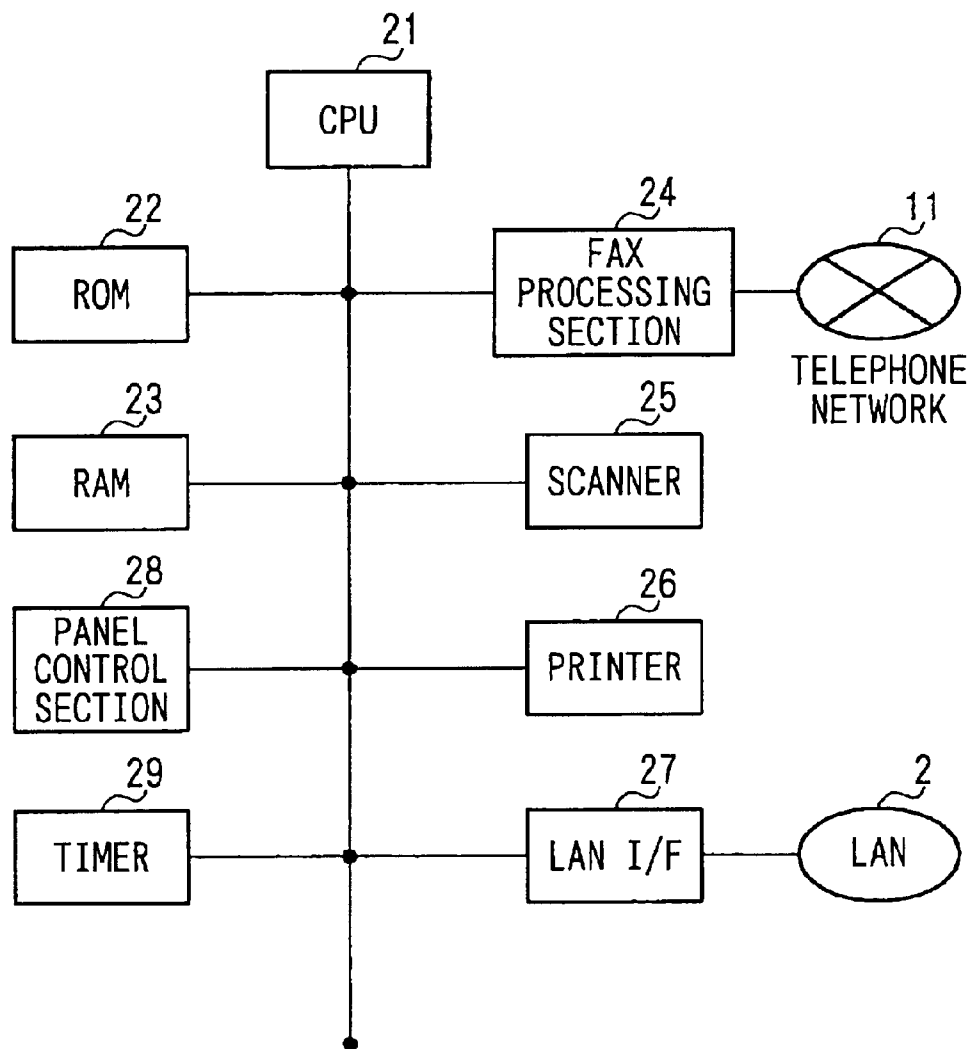 21
CPU
22
ROM
24
FAX
PROCESSING
SECTION
11
TELEPHONE
NETWORK
23
RAM
25
SCANNER
28
PANEL
CONTROL
SECTION
26
PRINTER
29
TIMER
27
LAN I/F
2
LAN